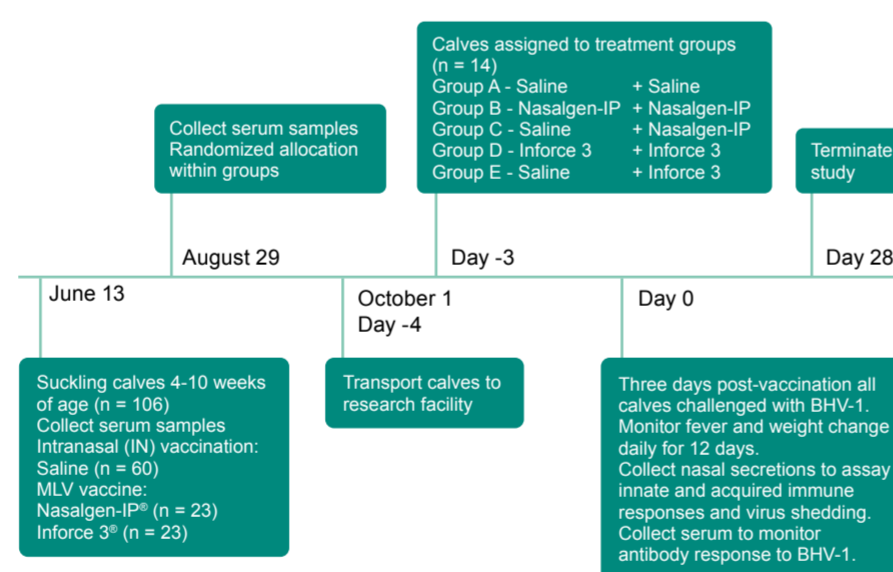 Calves assigned to treatment groups
(n = 14)
Group A - Saline + Saline
Group B - Nasalgen-IP + Nasalgen-IP
Group C - Saline + Nasalgen-IP
Group D - Inforce 3 + Inforce 3
Group E - Saline + Inforce 3
Collect serum samples
Randomized allocation
within groups
Terminate
study
August 29
Day -3
Day 28
June 13
October 1
Day -4
Day 0
Suckling calves 4-10 weeks
of age (n = 106)
Collect serum samples
Intranasal (IN) vaccination:
Saline (n = 60)
MLV vaccine:
Nasalgen-IP® (n = 23)
Inforce 3® (n = 23)
Transport calves to
research facility
Three days post-vaccination all
calves challenged with BHV-1.
Monitor fever and weight change
daily for 12 days.
Collect nasal secretions to assay
innate and acquired immune
responses and virus shedding.
Collect serum to monitor
antibody response to BHV-1.